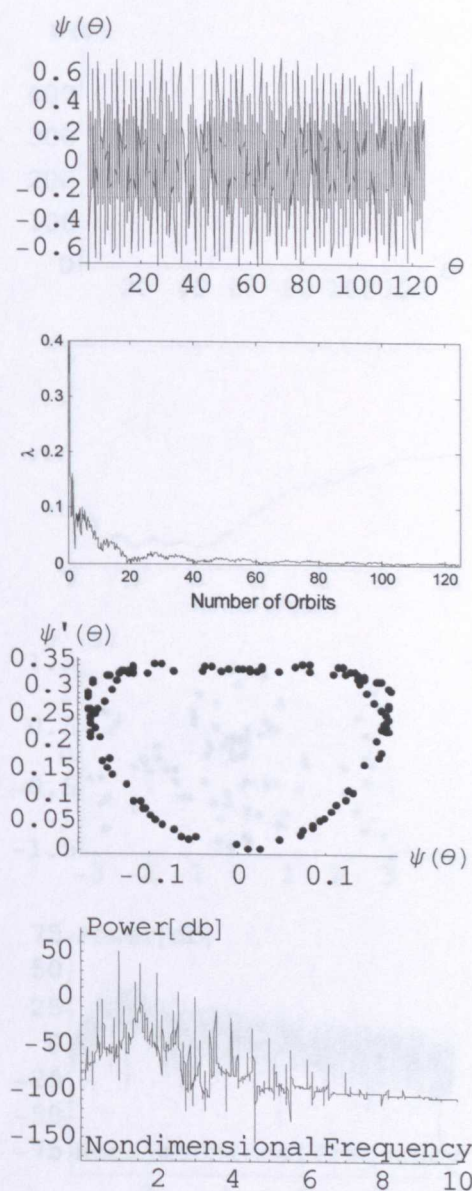 ψ(θ)
0.6
0.4
0.2
0
-0.2
-0.4
-0.6
20 40 60 80 100 120 θ
0.4
0.3
0.2
λ
0.1
0
0 20 40 60 80 100 120
Number of Orbits
ψ'(θ)
0.35
0.3
0.25
0.2
0.15
0.1
0.05
0
-0.1 0 0.1 ψ(θ)
Power[db]
50
0
-50
-100
-150
Nondimensional Frequency
2 4 6 8 10